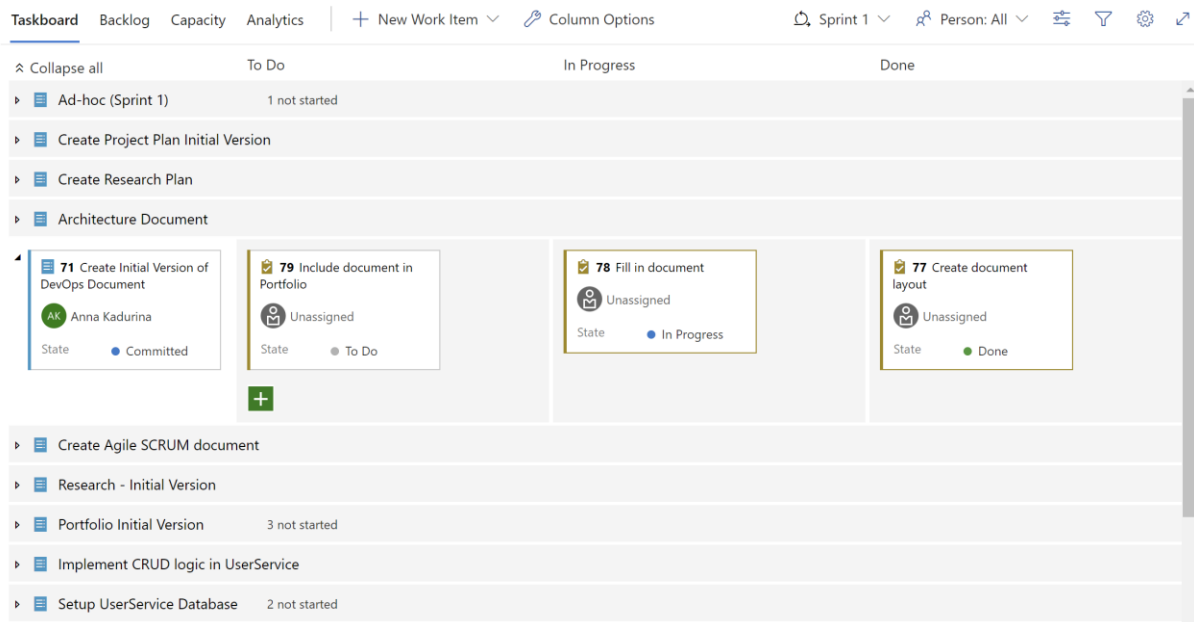 Taskboard Backlog Capacity Analytics New Work Item Column Options Sprint 1 Person: All
Collapse all To Do In Progress Done
Ad-hoc (Sprint 1) 1 not started
Create Project Plan Initial Version
Create Research Plan
Architecture Document
71 Create Initial Version of
DevOps Document
AK Anna Kadurina
State Committed
79 Include document in
Portfolio
Unassigned
State To Do
78 Fill in document
Unassigned
State In Progress
77 Create document
layout
Unassigned
State Done
Create Agile SCRUM document
Research - Initial Version
Portfolio Initial Version 3 not started
Implement CRUD logic in UserService
Setup UserService Database 2 not started